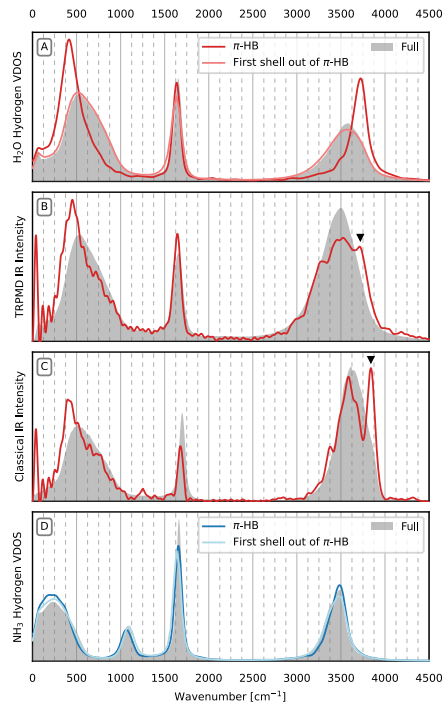 0 500 1000 1500 2000 2500 3000 3500 4000 4500
A
π-HB Full
First shell out of π-HB
H₂O Hydrogen VDOS
B
TRPMD IR Intensity
C
Classical IR Intensity
D
π-HB Full
First shell out of π-HB
NH₃ Hydrogen VDOS
0 500 1000 1500 2000 2500 3000 3500 4000 4500
Wavenumber [cm⁻¹]